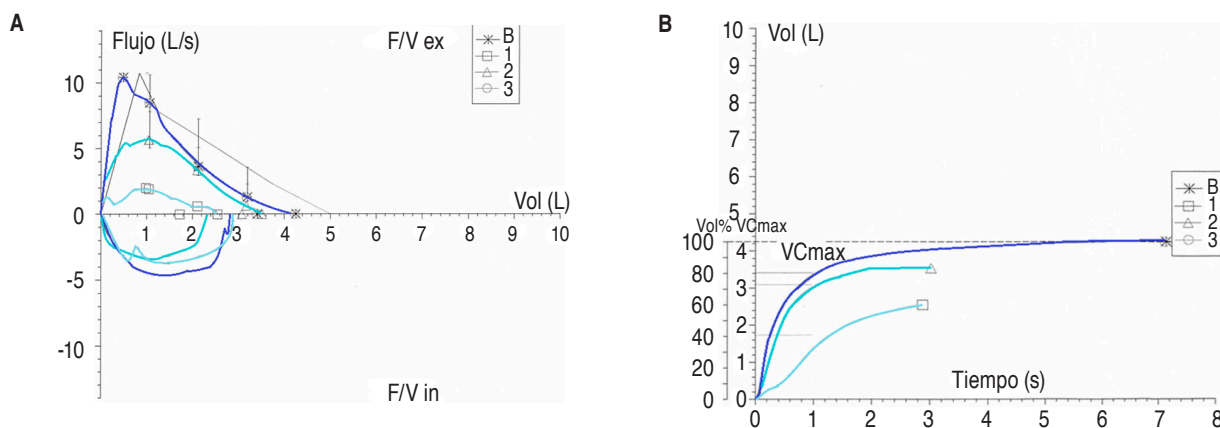 A
Flujo (L/s)
F/V ex
B
1
2
3
10
5
0
-5
-10
1 2 3 4 5 6 7 8 9 10
Vol (L)
F/V in
B
Vol (L)
10
9
8
7
6
5
4
3
2
1
0
Vol% VCmax
100
80
60
40
20
0
VCmax
B
1
2
3
Tiempo (s)
0 1 2 3 4 5 6 7 8